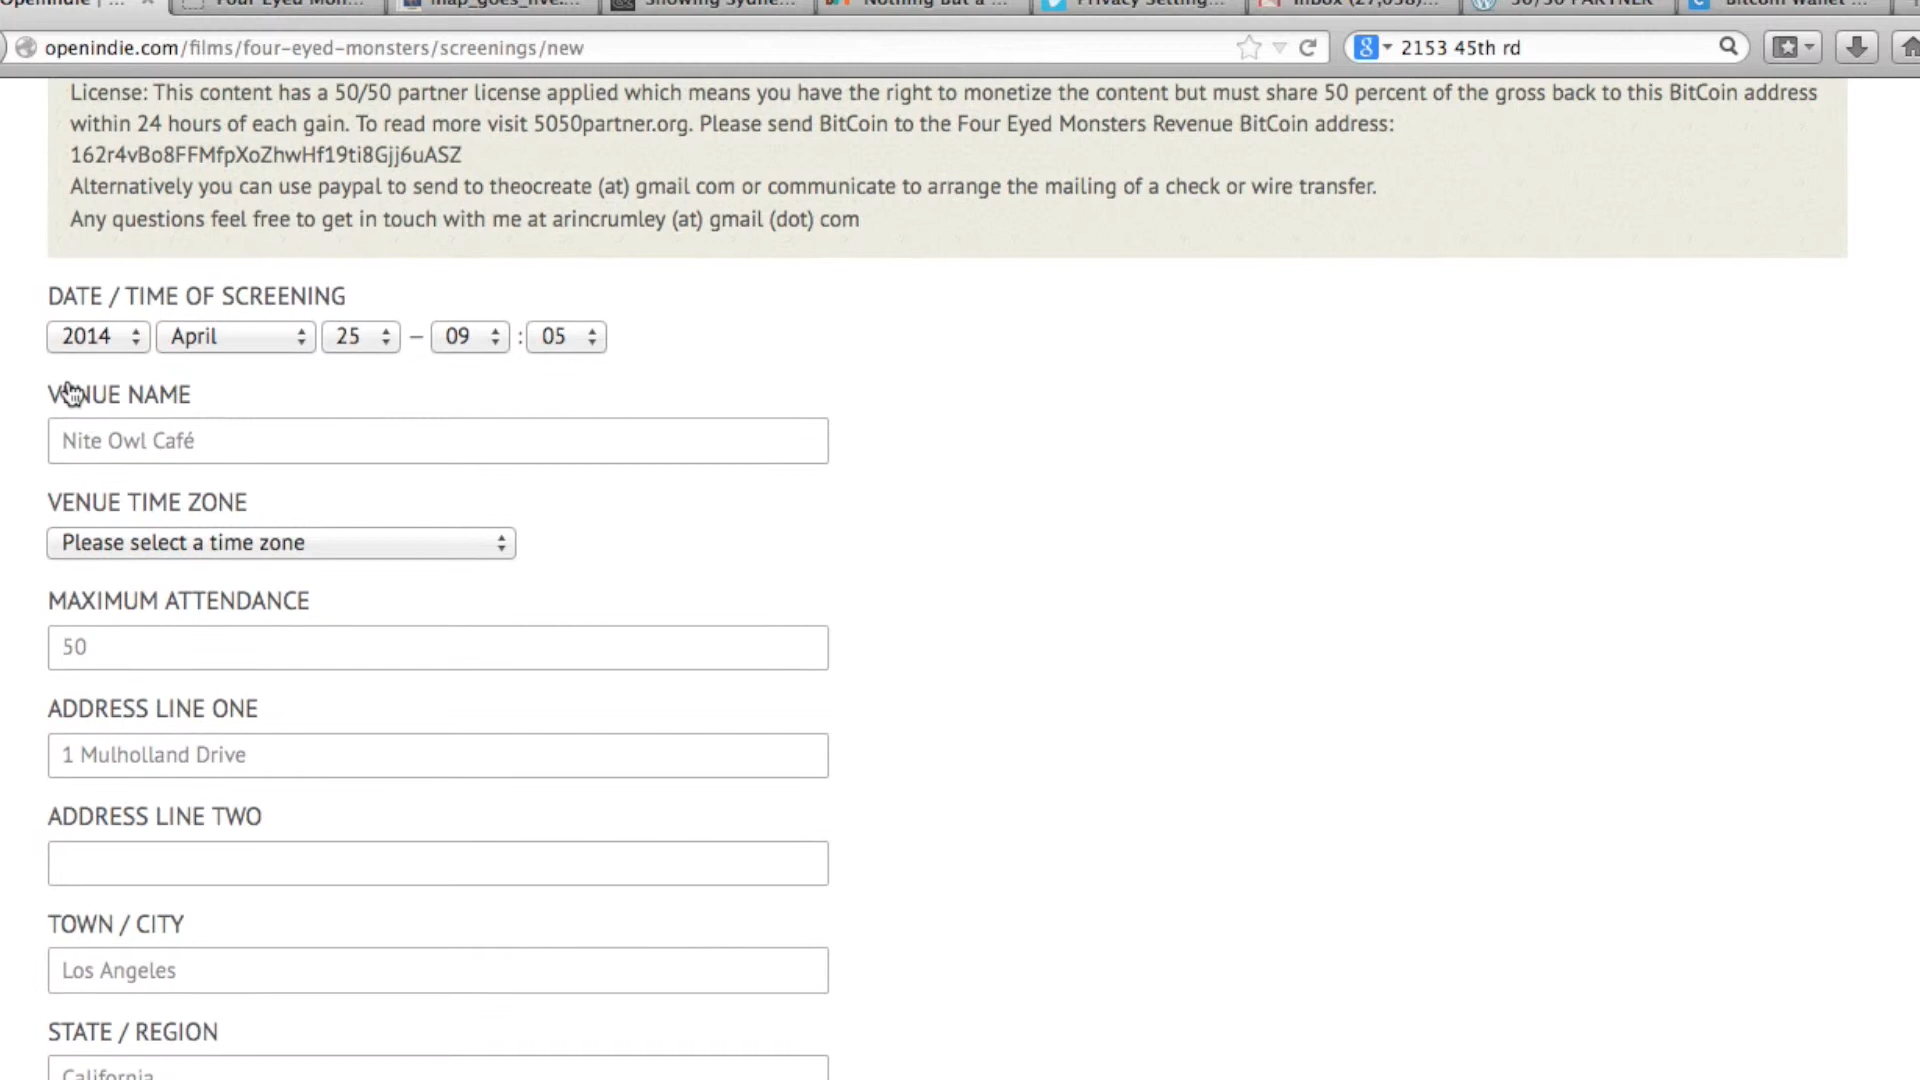 openindie.com/films/four-eyed-monsters/screenings/new
2153 45th rd
License: This content has a 50/50 partner license applied which means you have the right to monetize the content but must share 50 percent of the gross back to this BitCoin address
within 24 hours of each gain. To read more visit 5050partner.org. Please send BitCoin to the Four Eyed Monsters Revenue BitCoin address:
162r4vBo8FFMfpXoZhwHf19ti8Gjj6uASZ
Alternatively you can use paypal to send to theocreate (at) gmail com or communicate to arrange the mailing of a check or wire transfer.
Any questions feel free to get in touch with me at arincrumley (at) gmail (dot) com
DATE / TIME OF SCREENING
2014 April 25 – 09 : 05
VENUE NAME
Nite Owl Café
VENUE TIME ZONE
Please select a time zone
MAXIMUM ATTENDANCE
50
ADDRESS LINE ONE
1 Mulholland Drive
ADDRESS LINE TWO
TOWN / CITY
Los Angeles
STATE / REGION
California